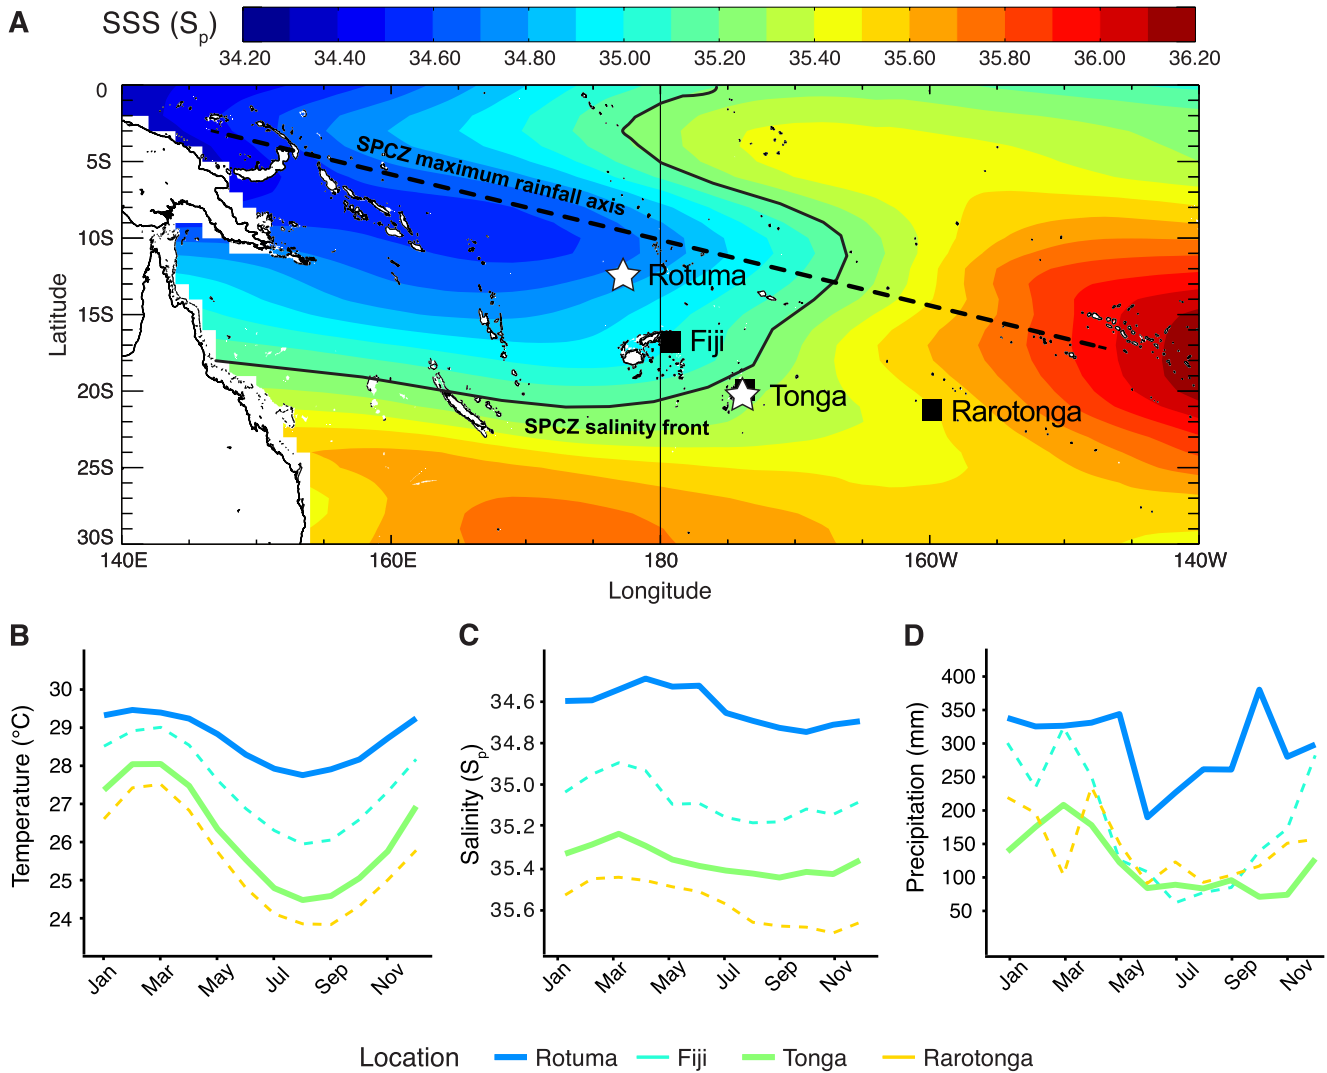 A
SSS (Sp)
34.20 34.40 34.60 34.80 35.00 35.20 35.40 35.60 35.80 36.00 36.20
0
5S
10S
15S
20S
25S
30S
Latitude
SPCZ maximum rainfall axis
Rotuma
Fiji
Tonga
Rarotonga
SPCZ salinity front
140E 160E 180 160W 140W
Longitude
B
Temperature (°C)
30
29
28
27
26
25
24
Jan Mar May Jul Sep Nov
C
Salinity (Sp)
34.6
34.8
35.0
35.2
35.4
35.6
Jan Mar May Jul Sep Nov
D
Precipitation (mm)
400
350
300
250
200
150
100
50
Jan Mar May Jul Sep Nov
Location Rotuma Fiji Tonga Rarotonga